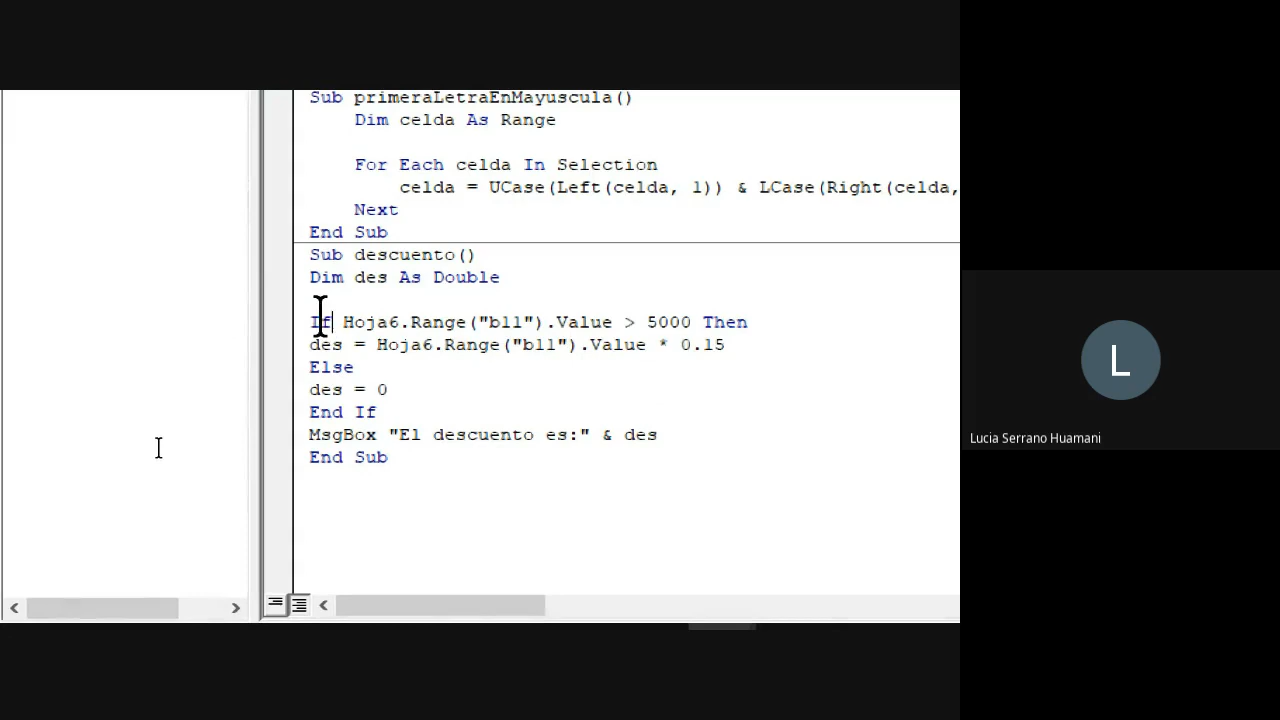 Sub primeraLetraEnMayuscula()
Dim celda As Range
For Each celda In Selection
celda = UCase(Left(celda, 1)) & LCase(Right(celda,
Next
End Sub
Sub descuento()
Dim des As Double
If Hoja6.Range("b11").Value > 5000 Then
des = Hoja6.Range("b11").Value * 0.15
Else
des = 0
End If
MsgBox "El descuento es:" & des
End Sub
L
Lucia Serrano Huamani